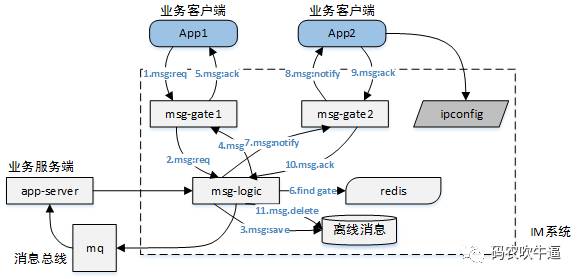 业务客户端
业务客户端
App1
App2
1.msg:req
5.msg:ack
8.msg:notify
9.msg:ack
msg-gate1
msg-gate2
ipconfig
2.msg:req
4.msg
7.msg:notify
10.msg.ack
业务服务端
app-server
msg-logic
6.find gate
redis
11.msg.delete
3.msg:save
离线消息
IM系统
消息总线
mq
码农吹牛逼